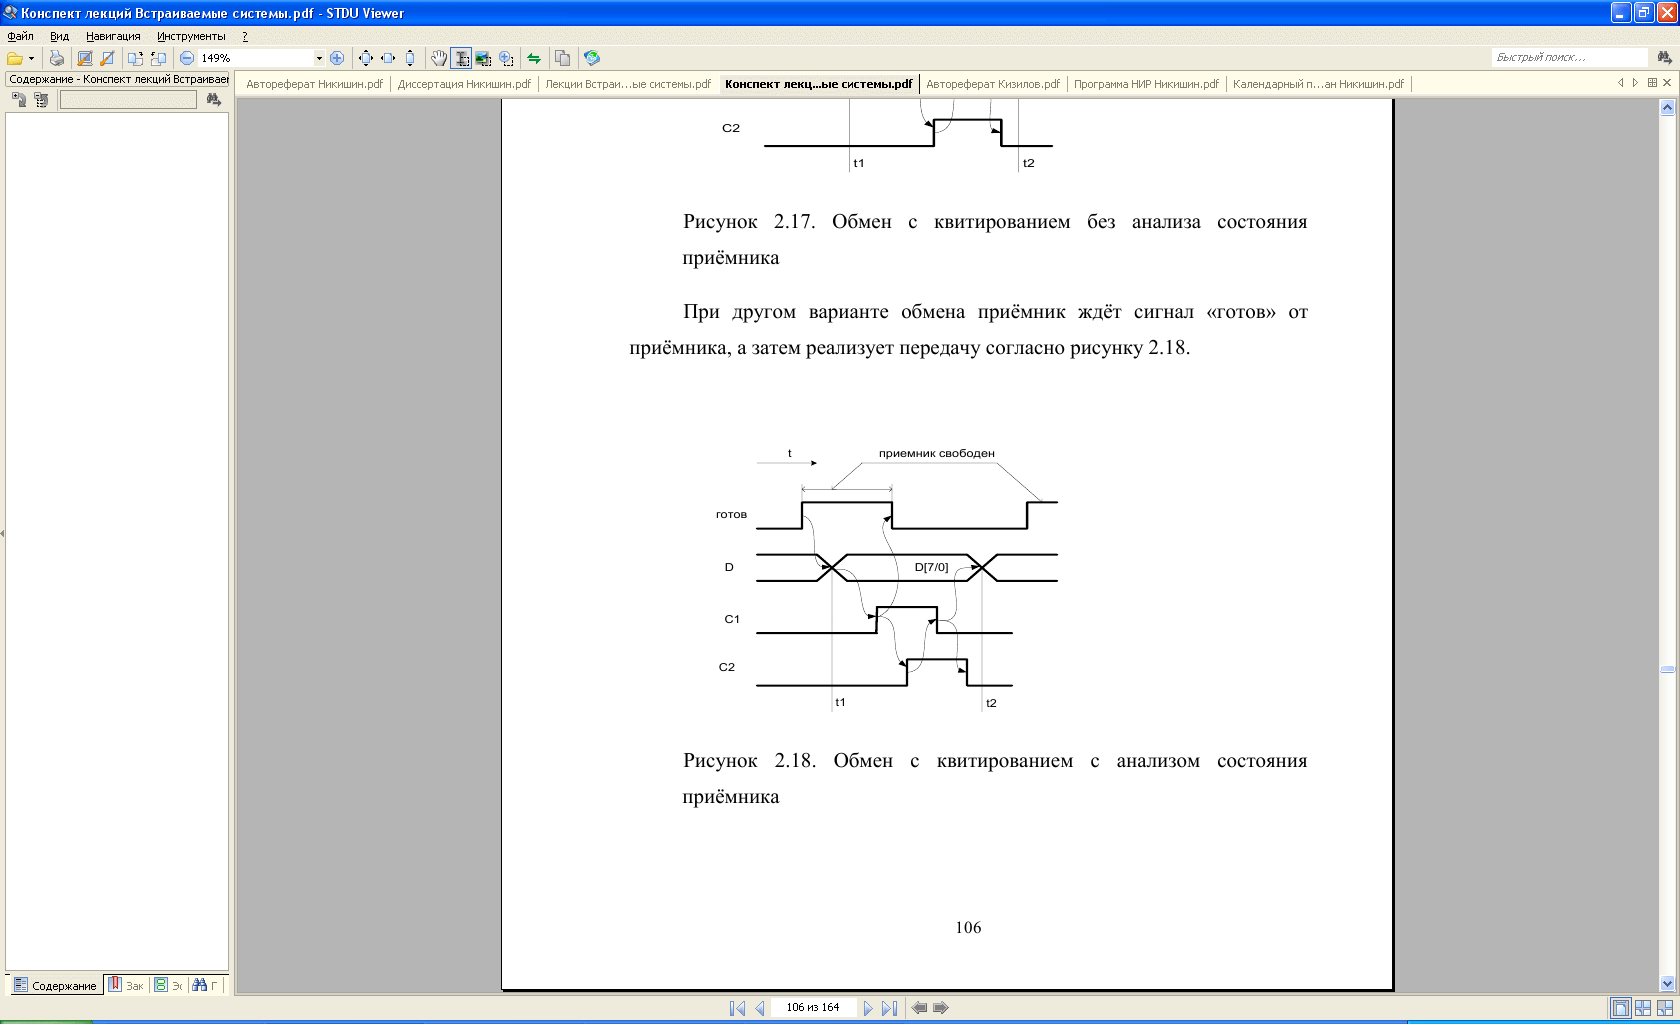 Конспект лекций Встраиваемые системы.pdf - STDU Viewer
Файл Вид Навигация Инструменты ?
149%
Быстрый поиск...
Содержание - Конспект лекций Встраивае
Автореферат Никишин.pdf Диссертация Никишин.pdf Лекции Встраи...ые системы.pdf Конспект лекц...ые системы.pdf Автореферат Кизилов.pdf Программа НИР Никишин.pdf Календарный п...ан Никишин.pdf
C2
t1 t2
Рисунок 2.17. Обмен с квитированием без анализа состояния
приёмника
При другом варианте обмена приёмник ждёт сигнал «готов» от
приёмника, а затем реализует передачу согласно рисунку 2.18.
t приемник свободен
готов
D D[7/0]
C1
C2
t1 t2
Рисунок 2.18. Обмен с квитированием с анализом состояния
приёмника
106
Содержание Зак Эс Г
106 из 164